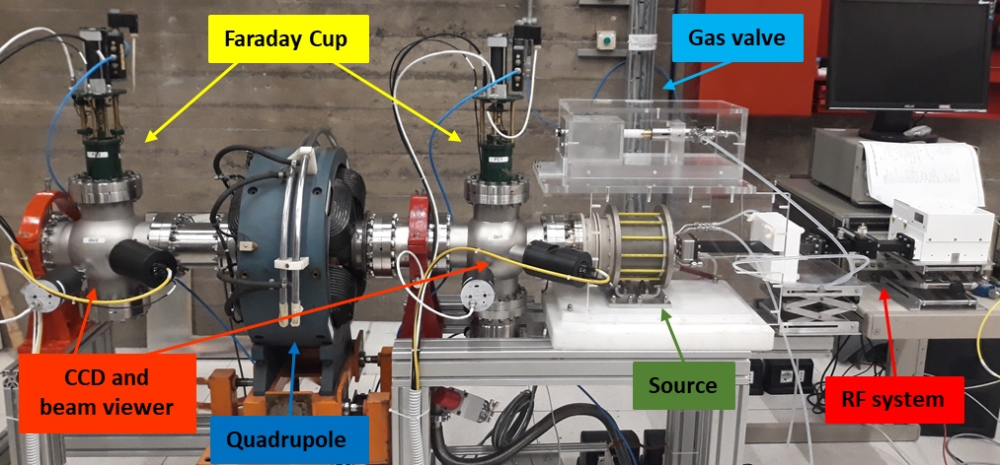 Faraday Cup
Gas valve
CCD and
beam viewer
Quadrupole
Source
RF system